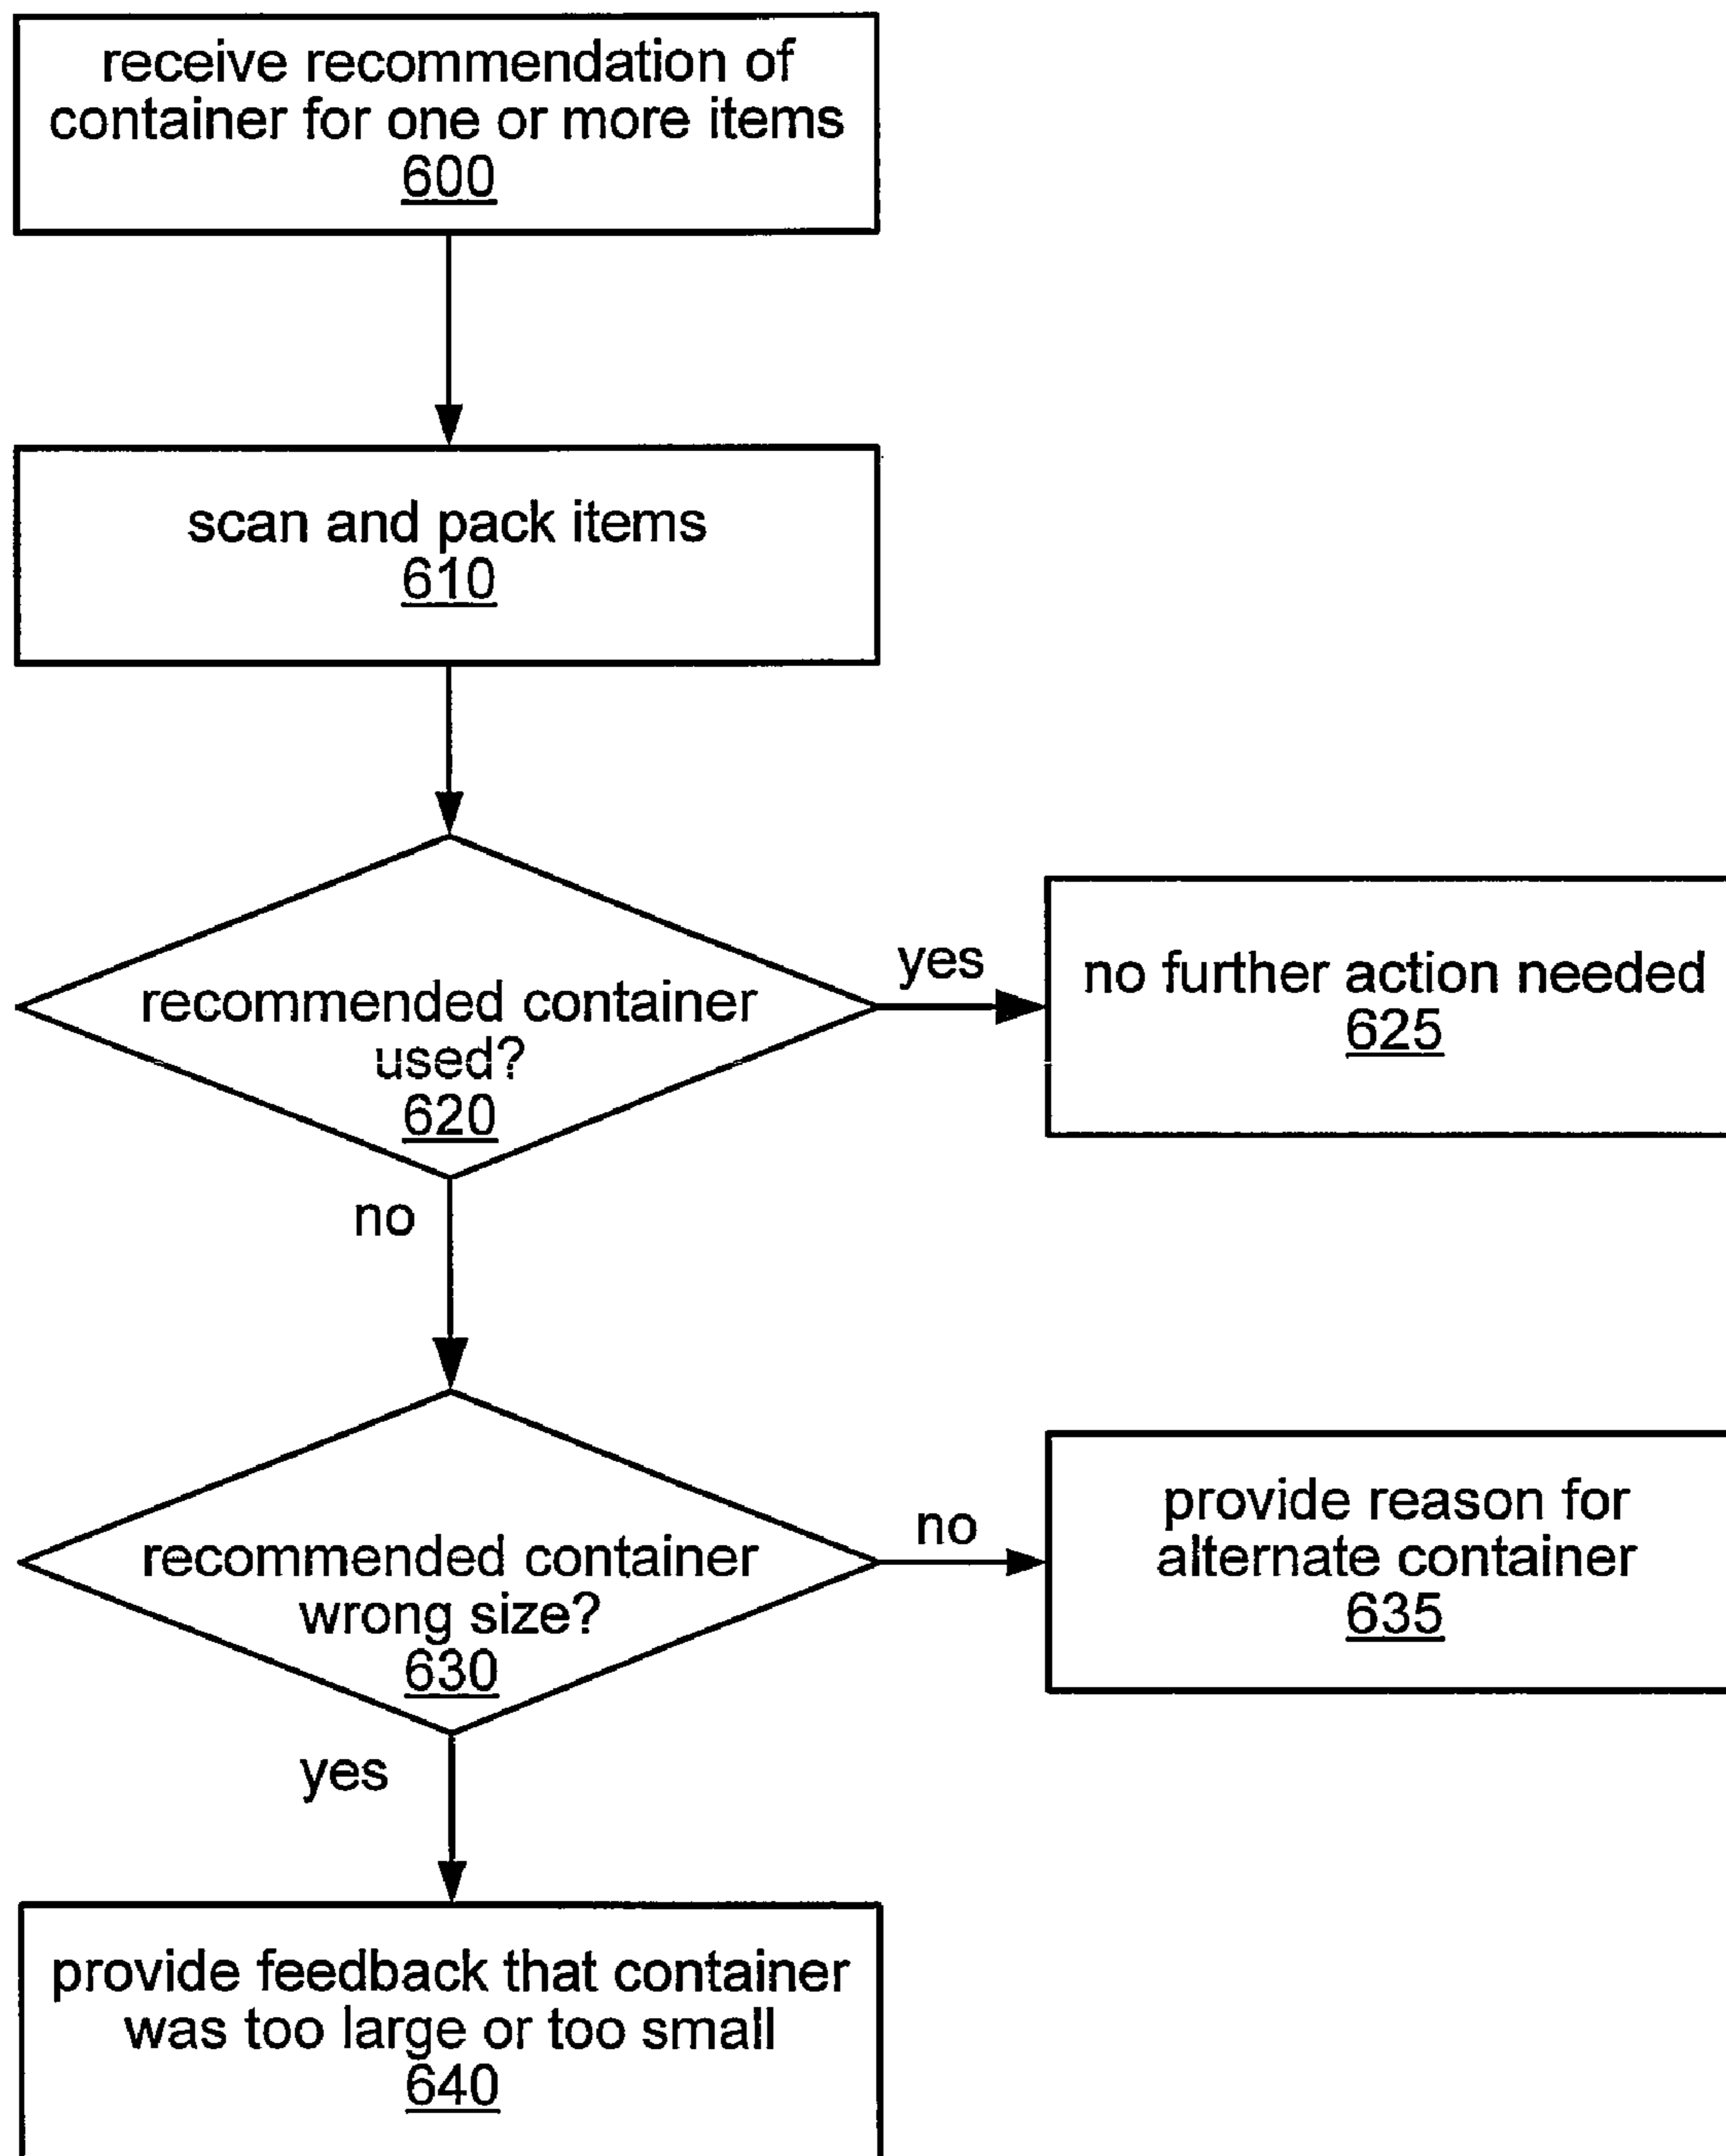 receive recommendation of
container for one or more items
600
scan and pack items
610
recommended container
used?
620
yes
no further action needed
625
no
recommended container
wrong size?
630
no
provide reason for
alternate container
635
yes
provide feedback that container
was too large or too small
640